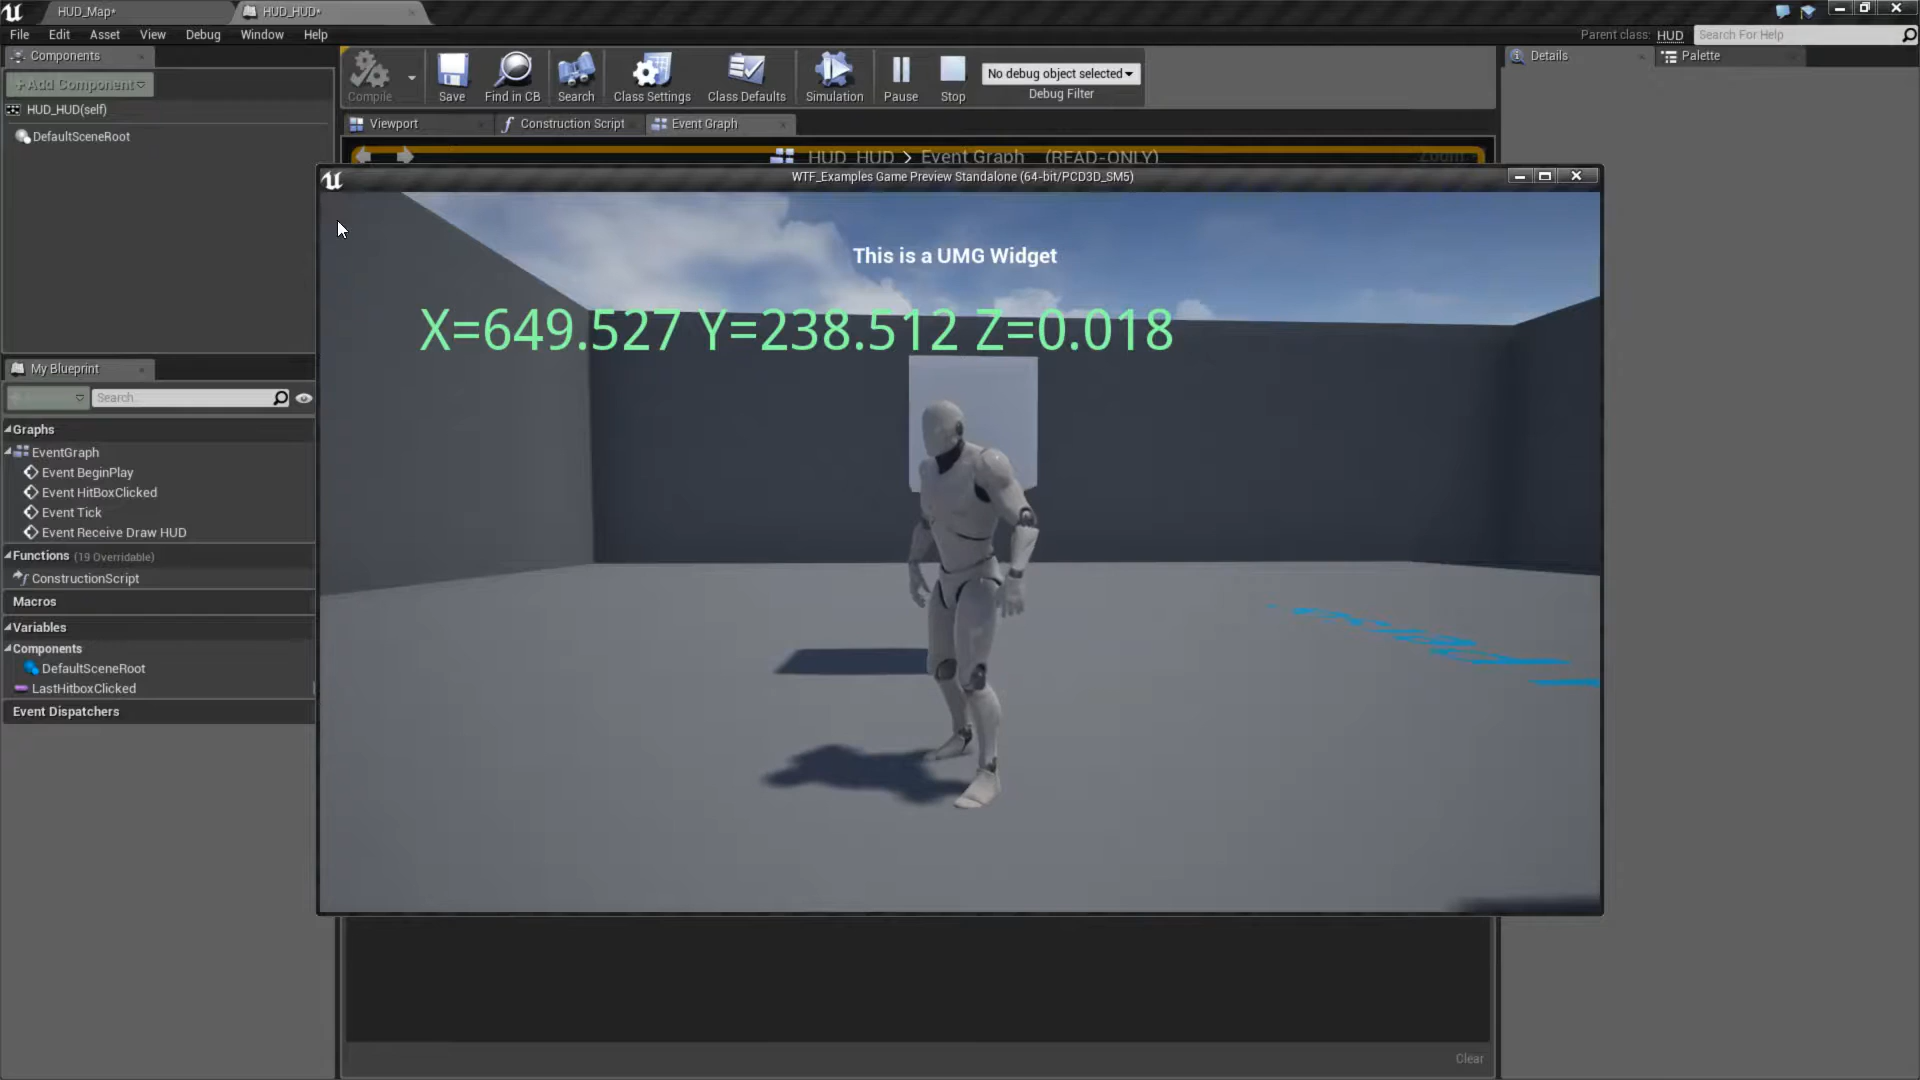 HUD_Map*
HUD_HUD*
File Edit Asset View Debug Window Help
Parent class: HUD Search For Help
Components
+Add Component
HUD_HUD(self)
DefaultSceneRoot
Compile Save Find in CB Search Class Settings Class Defaults Simulation Pause Stop
No debug object selected
Debug Filter
Details
Palette
Viewport Construction Script Event Graph
HUD_HUD > Event Graph (READ-ONLY)
Zoom
WTF_Examples Game Preview Standalone (64-bit/PCD3D_SM5)
This is a UMG Widget
X=649.527 Y=238.512 Z=0.018
My Blueprint
Search
Graphs
EventGraph
Event BeginPlay
Event HitBoxClicked
Event Tick
Event Receive Draw HUD
Functions (19 Overridable)
ConstructionScript
Macros
Variables
Components
DefaultSceneRoot
LastHitboxClicked
Event Dispatchers
Clear